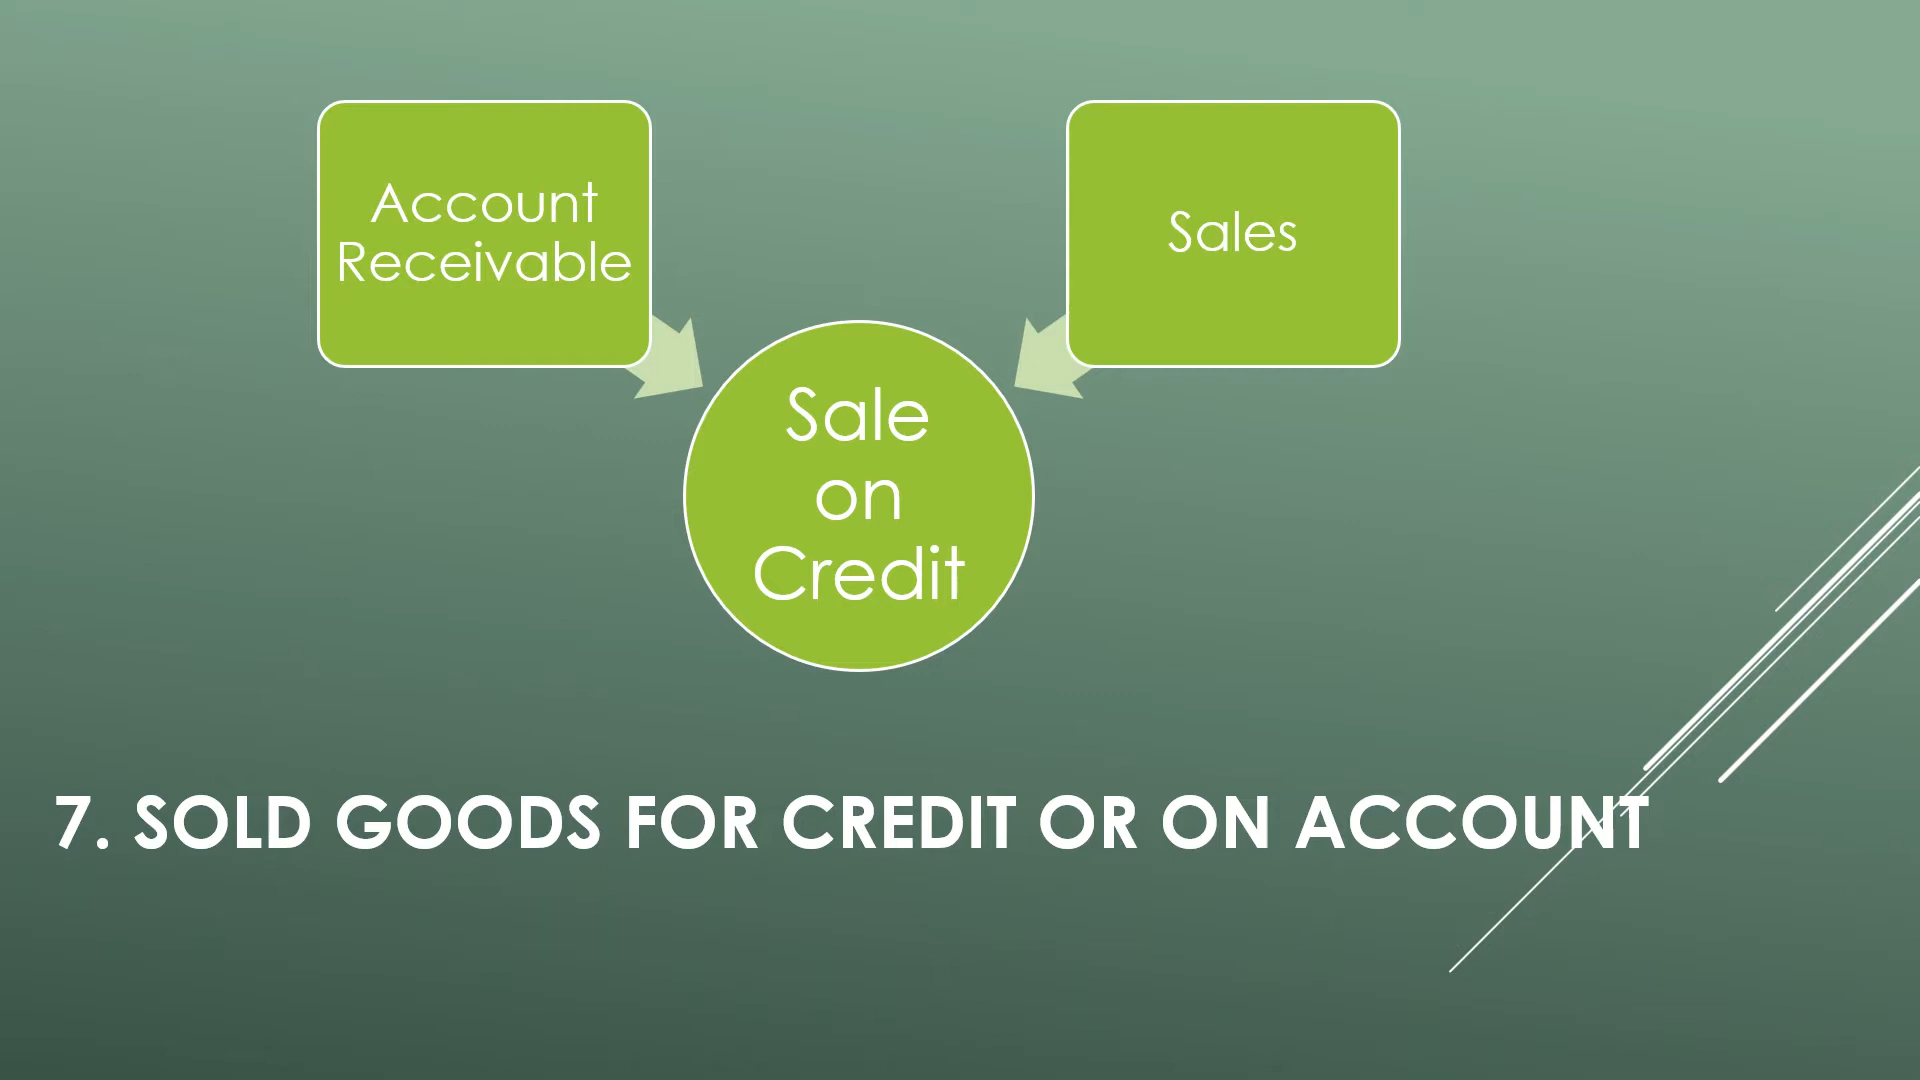 Account
Receivable
Sales
Sale
on
Credit
7. SOLD GOODS FOR CREDIT OR ON ACCOUNT